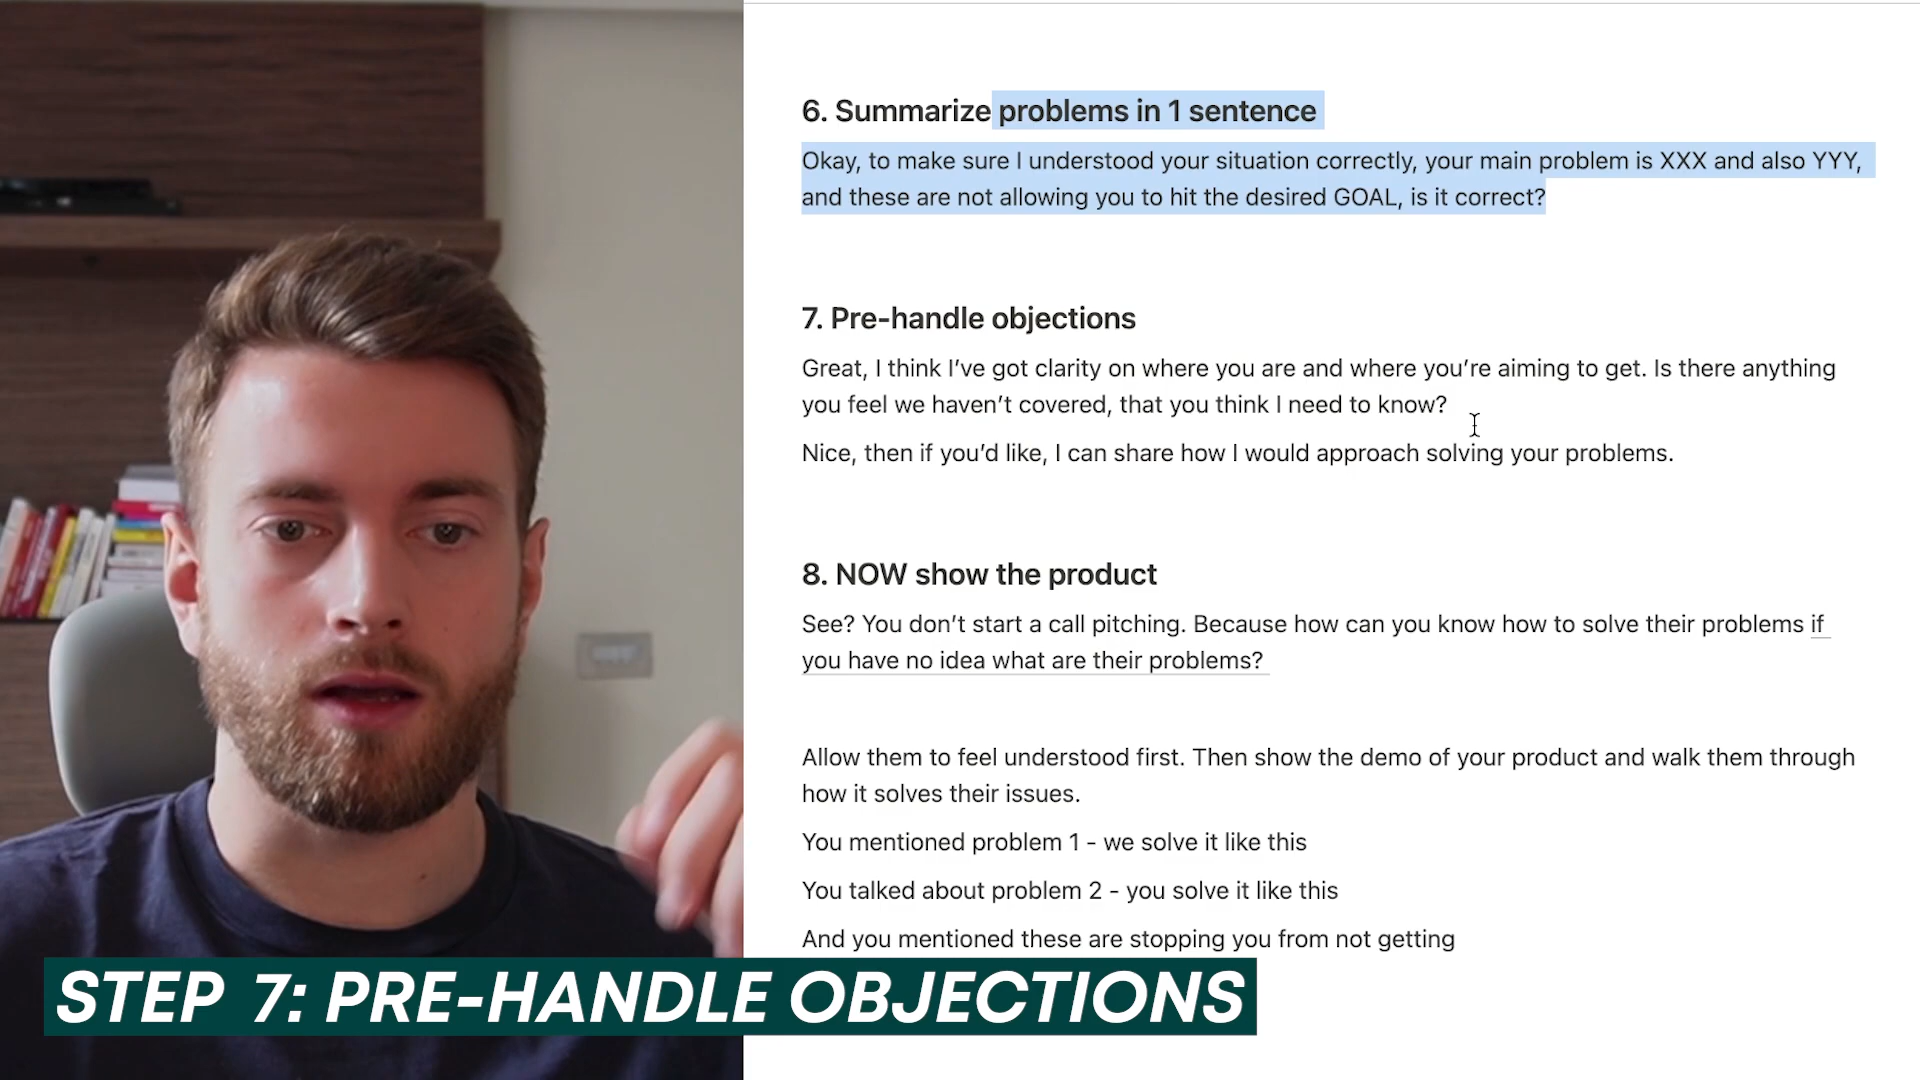 6. Summarize problems in 1 sentence
Okay, to make sure I understood your situation correctly, your main problem is XXX and also YYY,
and these are not allowing you to hit the desired GOAL, is it correct?
7. Pre-handle objections
Great, I think I’ve got clarity on where you are and where you’re aiming to get. Is there anything
you feel we haven’t covered, that you think I need to know?
Nice, then if you’d like, I can share how I would approach solving your problems.
8. NOW show the product
See? You don’t start a call pitching. Because how can you know how to solve their problems if
you have no idea what are their problems?
Allow them to feel understood first. Then show the demo of your product and walk them through
how it solves their issues.
You mentioned problem 1 - we solve it like this
You talked about problem 2 - you solve it like this
And you mentioned these are stopping you from not getting
STEP 7: PRE-HANDLE OBJECTIONS